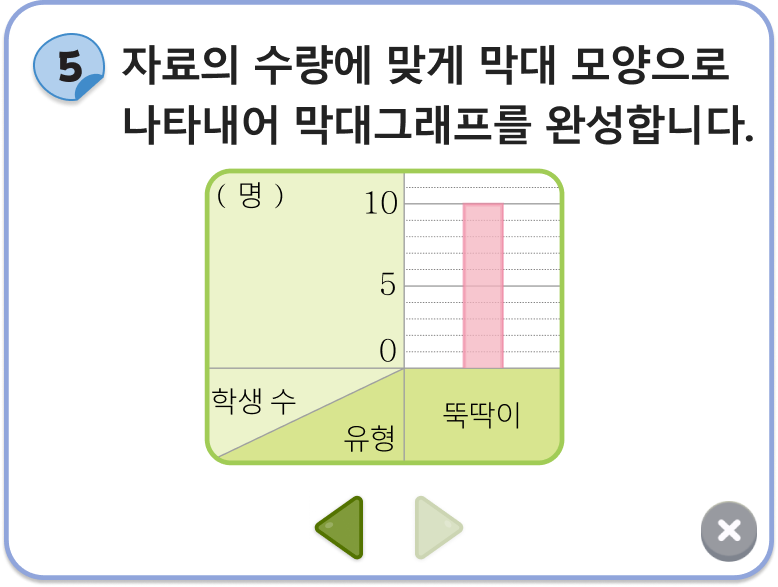 5 자료의 수량에 맞게 막대 모양으로
나타내어 막대그래프를 완성합니다.
( 명 )
10
5
0
학생 수
유형
뚝딱이